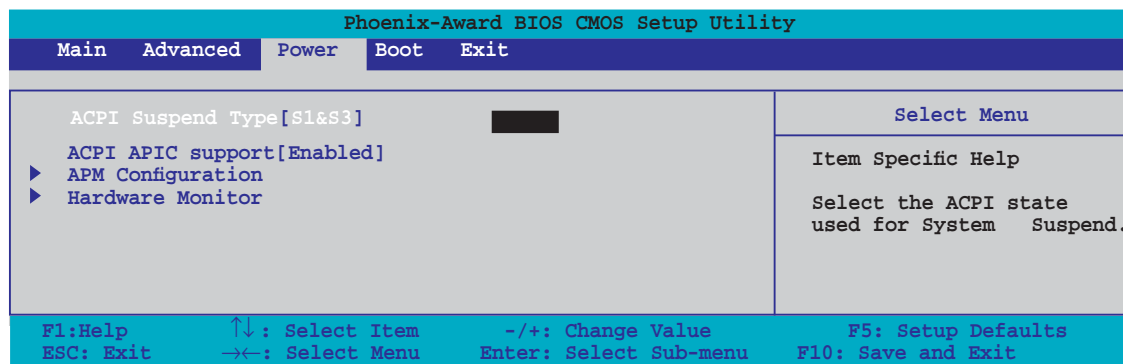 Phoenix-Award BIOS CMOS Setup Utility
Main Advanced Power Boot Exit
ACPI Suspend Type[S1&S3]
ACPI APIC support[Enabled]
APM Configuration
Hardware Monitor
Select Menu
Item Specific Help
Select the ACPI state
used for System Suspend.
F1:Help ↑↓: Select Item -/+: Change Value F5: Setup Defaults
ESC: Exit →←: Select Menu Enter: Select Sub-menu F10: Save and Exit